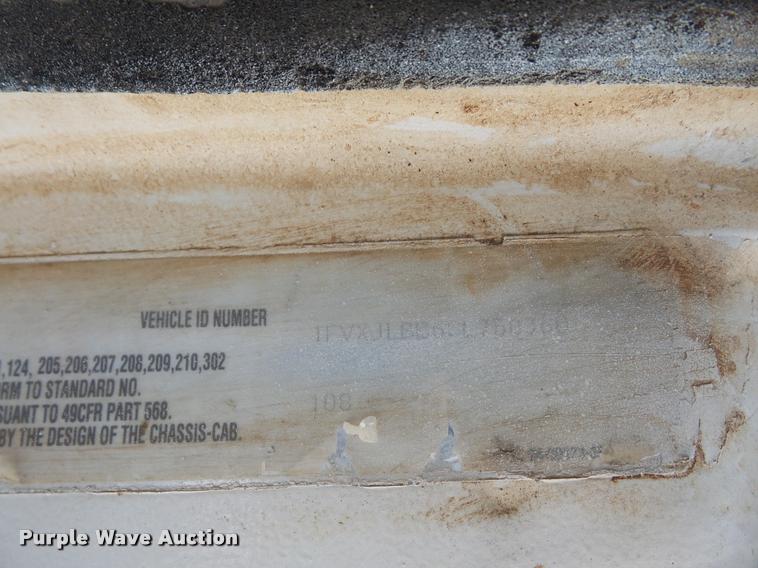 VEHICLE ID NUMBER
,124, 205,206,207,208,209,210,302
ORM TO STANDARD NO.
108
SUANT TO 49CFR PART 568.
BY THE DESIGN OF THE CHASSIS-CAB.
Purple Wave Auction